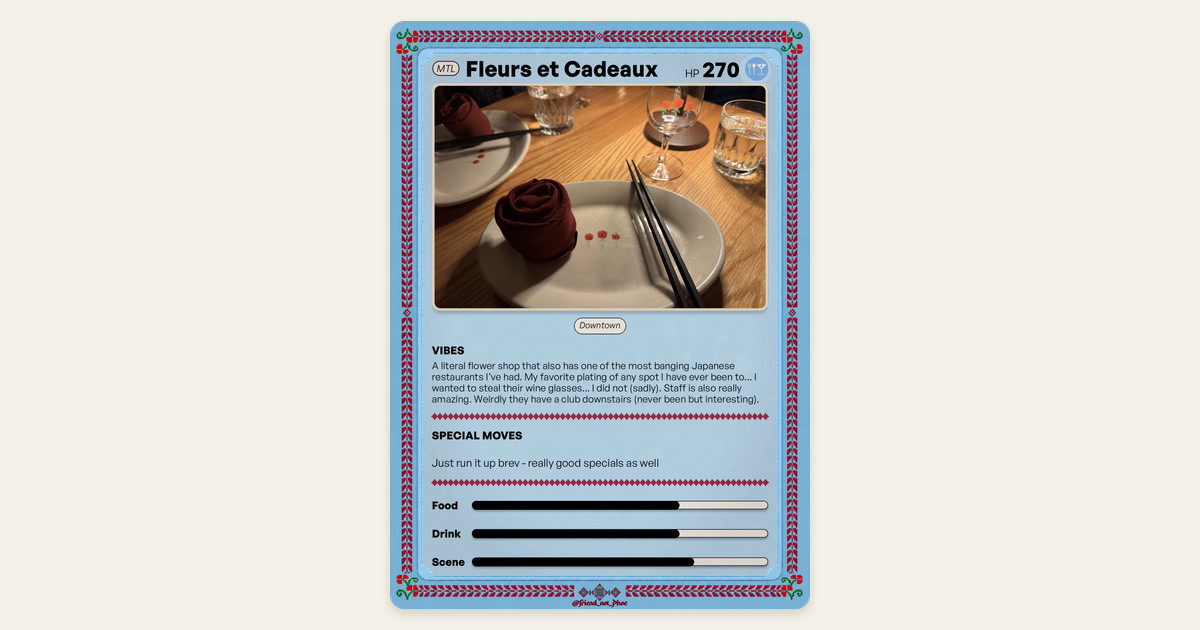 MTL Fleurs et Cadeaux HP 270
Downtown
VIBES
A literal flower shop that also has one of the most banging Japanese
restaurants I've had. My favorite plating of any spot I have ever been to... I
wanted to steal their wine glasses... I did not (sadly). Staff is also really
amazing. Weirdly they have a club downstairs (never been but interesting).
SPECIAL MOVES
Just run it up brev - really good specials as well
Food
Drink
Scene
@friend_not_phoe